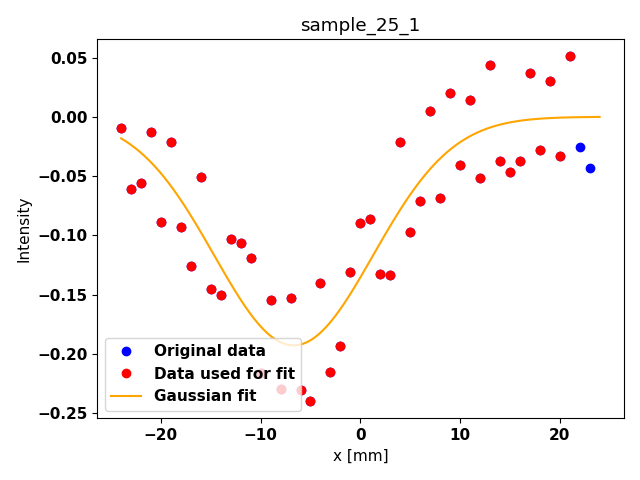 sample_25_1
0.05
0.00
−0.05
−0.10
−0.15
−0.20
−0.25
Intensity
Original data
Data used for fit
Gaussian fit
−20 −10 0 10 20
x [mm]